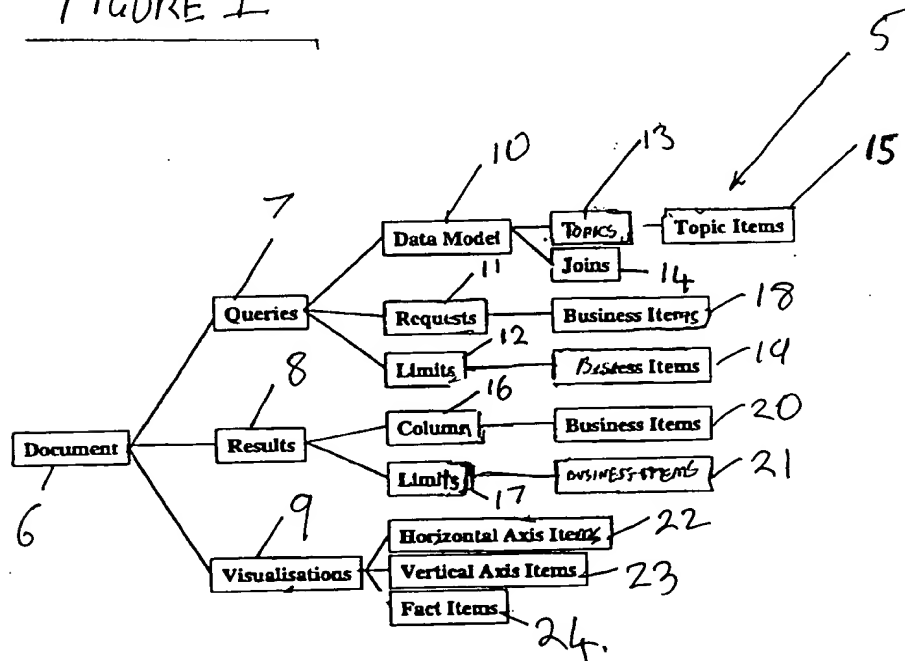 FIGURE 1
5
10
13
15
7
Data Model
TOPICS
Topic Items
11
Joins
14
Queries
Requests
Business Items
18
12
8
Limits
Business Items
19
16
Column
Business Items
20
Document
Results
Limits
BUSINESS ITEMS
21
6
17
9
Horizontal Axis Items
22
Visualisations
Vertical Axis Items
23
Fact Items
24.